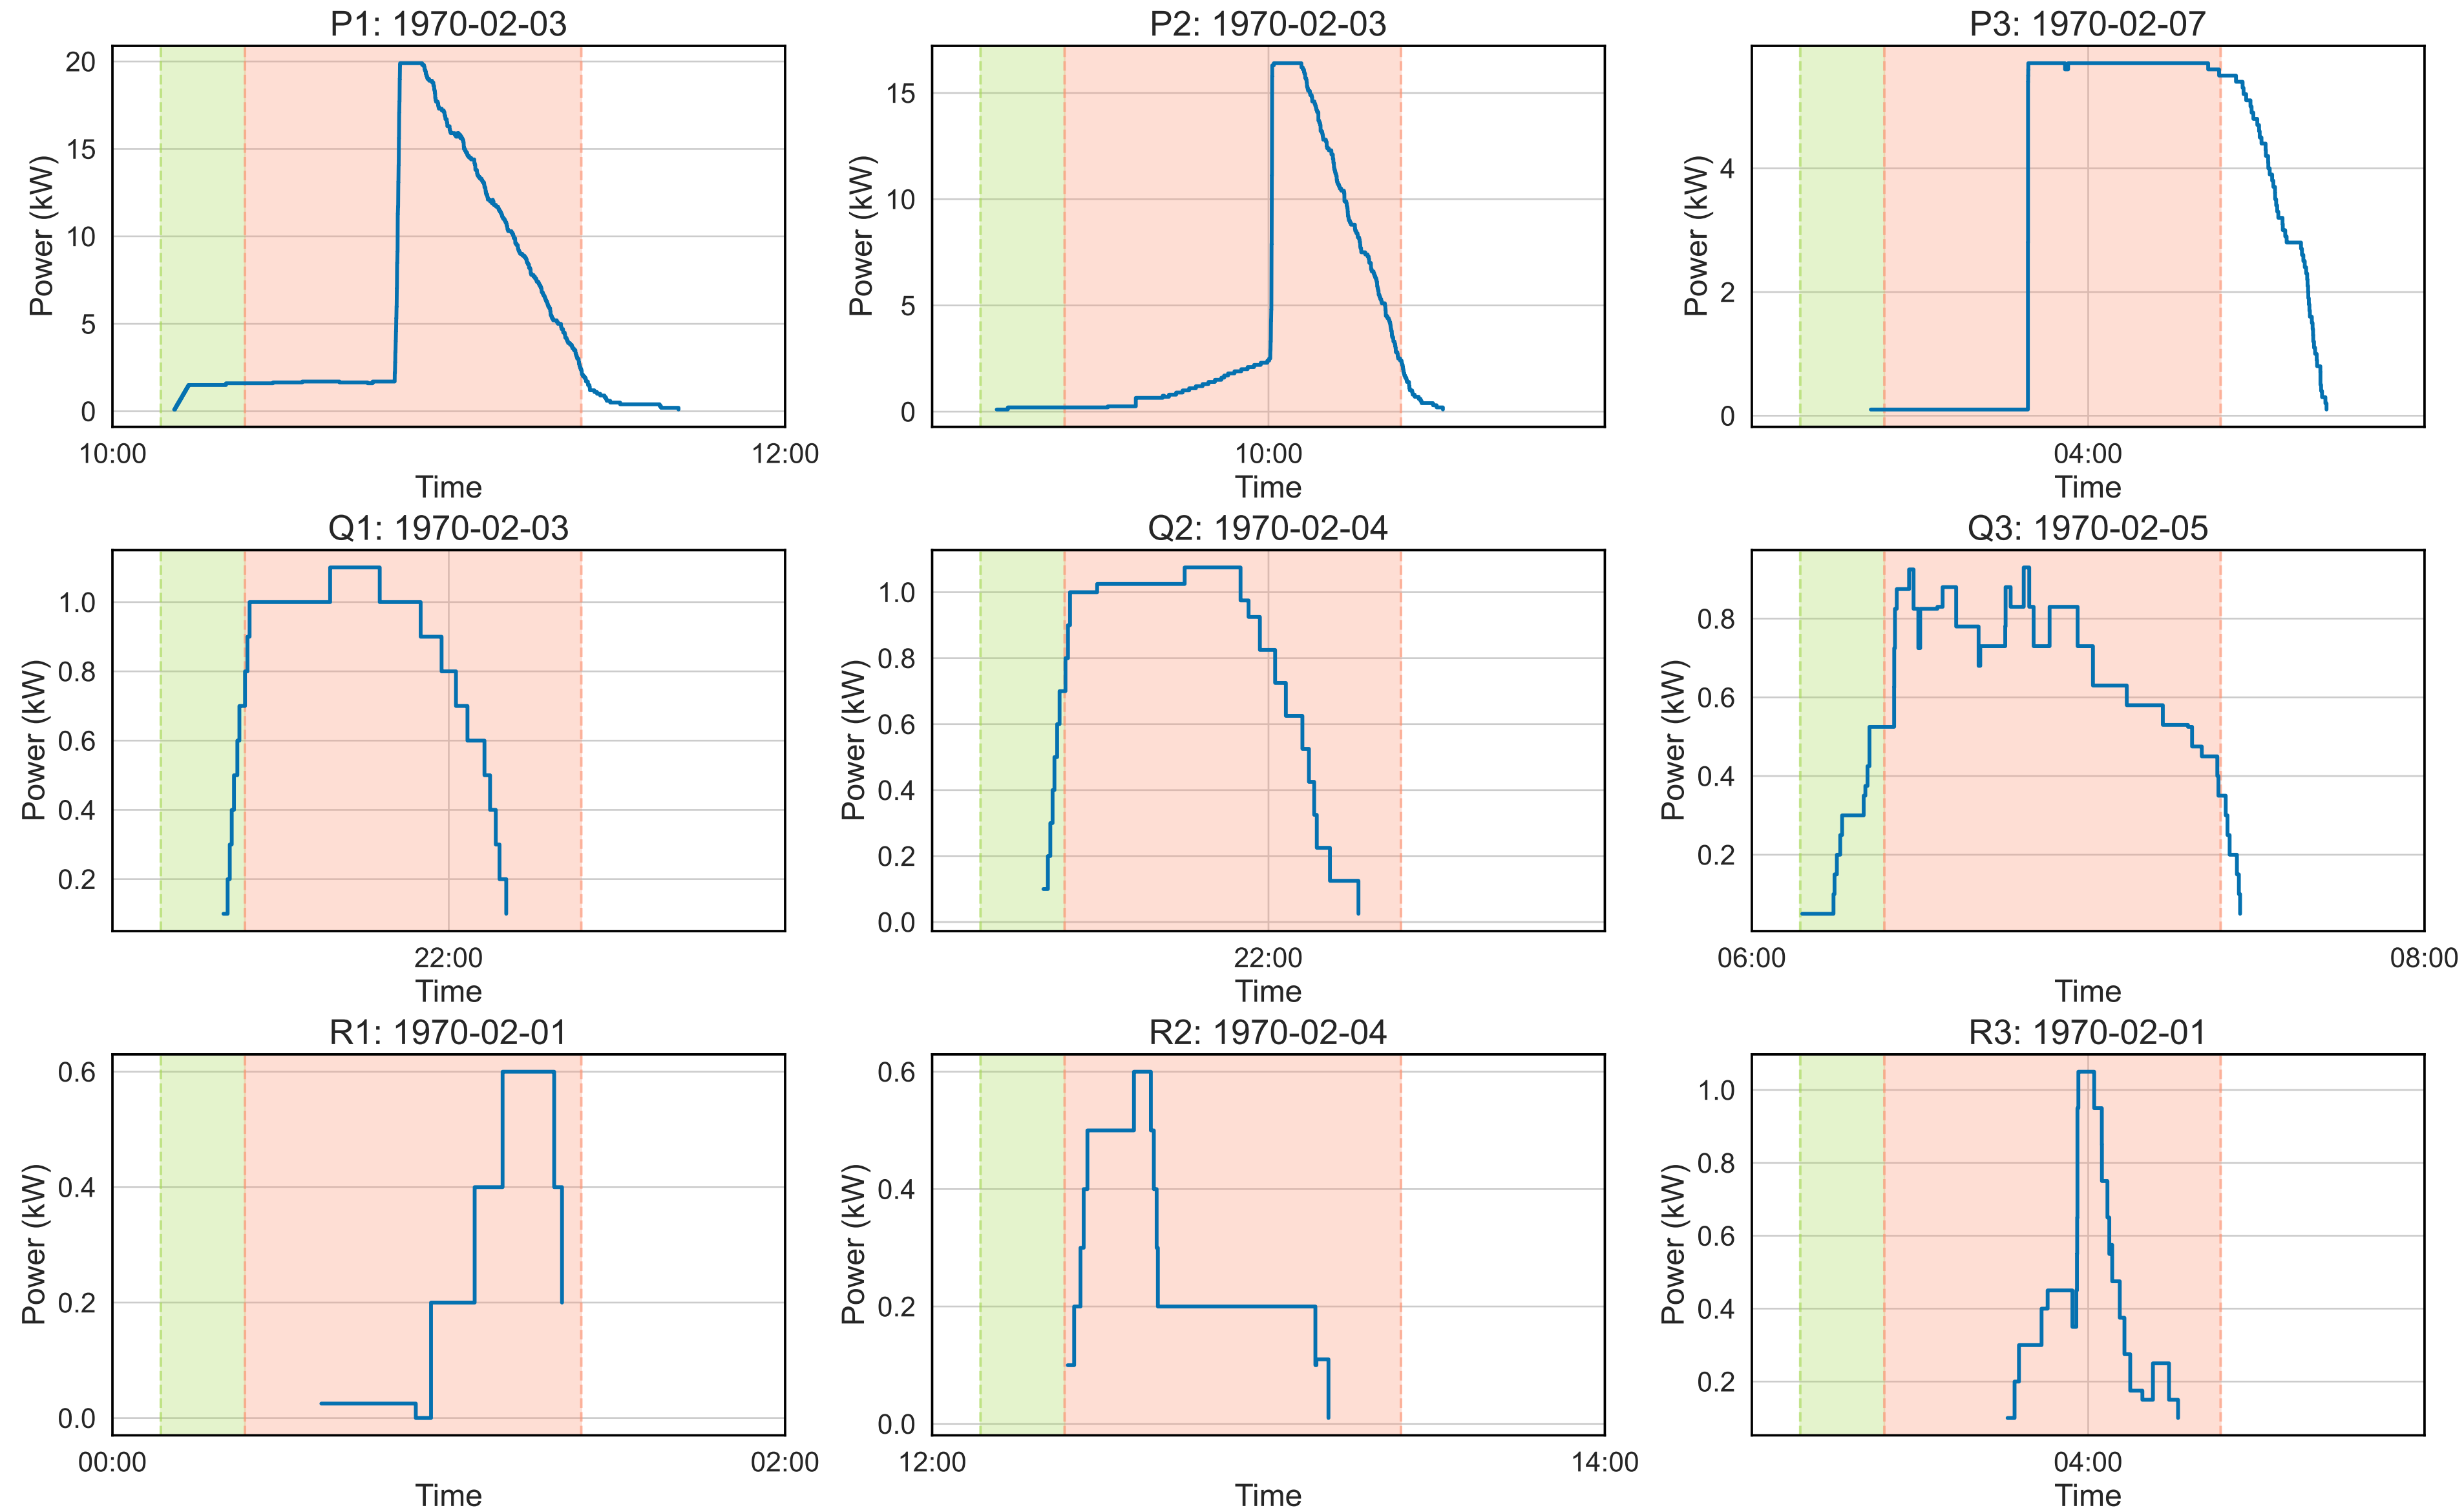 P1: 1970-02-03
P2: 1970-02-03
P3: 1970-02-07
Power (kW)
20
15
10
5
0
10:00
12:00
Time
Power (kW)
15
10
5
0
10:00
Time
Power (kW)
4
2
0
04:00
Time
Q1: 1970-02-03
Q2: 1970-02-04
Q3: 1970-02-05
Power (kW)
1.0
0.8
0.6
0.4
0.2
22:00
Time
Power (kW)
1.0
0.8
0.6
0.4
0.2
0.0
22:00
Time
Power (kW)
0.8
0.6
0.4
0.2
06:00
08:00
Time
R1: 1970-02-01
R2: 1970-02-04
R3: 1970-02-01
Power (kW)
0.6
0.4
0.2
0.0
00:00
02:00
Time
Power (kW)
0.6
0.4
0.2
0.0
12:00
14:00
Time
Power (kW)
1.0
0.8
0.6
0.4
0.2
04:00
Time